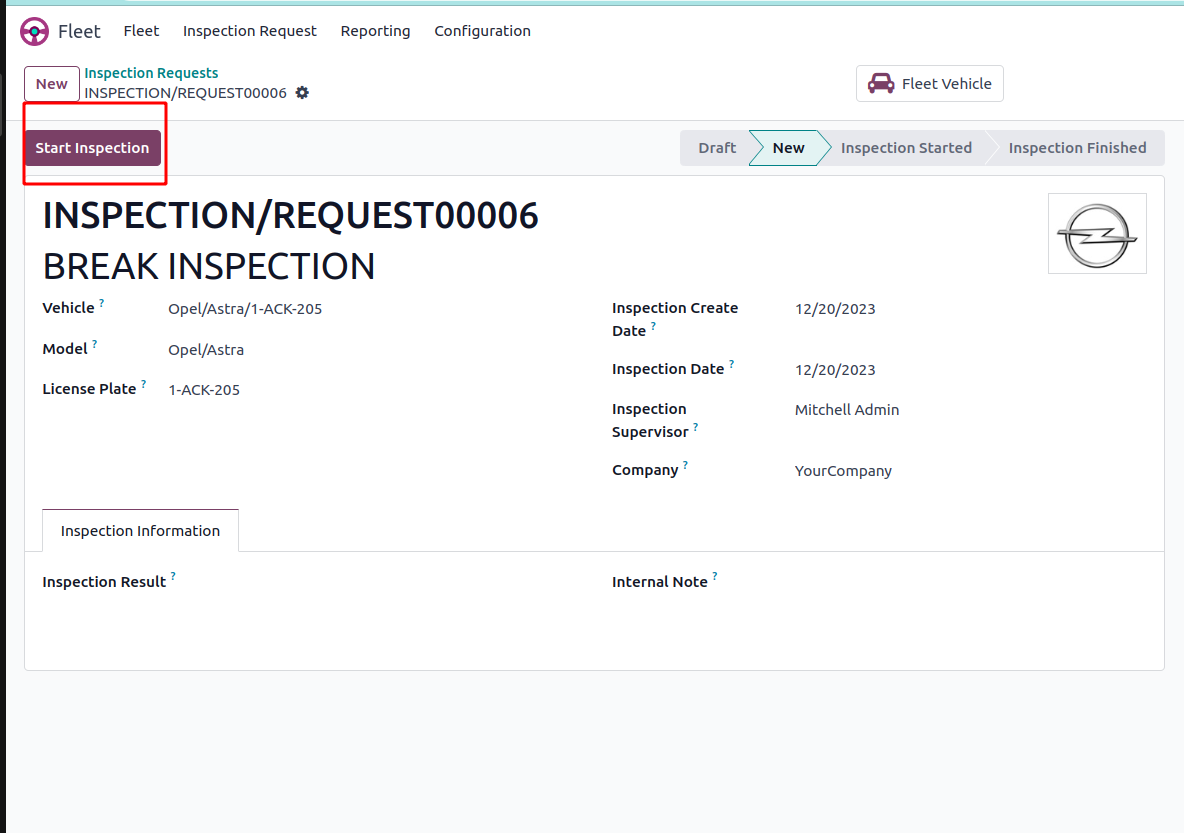 Fleet Fleet Inspection Request Reporting Configuration
New Inspection Requests
INSPECTION/REQUEST00006
Fleet Vehicle
Start Inspection
Draft New Inspection Started Inspection Finished
INSPECTION/REQUEST00006
BREAK INSPECTION
Vehicle ? Opel/Astra/1-ACK-205
Model ? Opel/Astra
License Plate ? 1-ACK-205
Inspection Create
Date ? 12/20/2023
Inspection Date ? 12/20/2023
Inspection
Supervisor ? Mitchell Admin
Company ? YourCompany
Inspection Information
Inspection Result ?
Internal Note ?